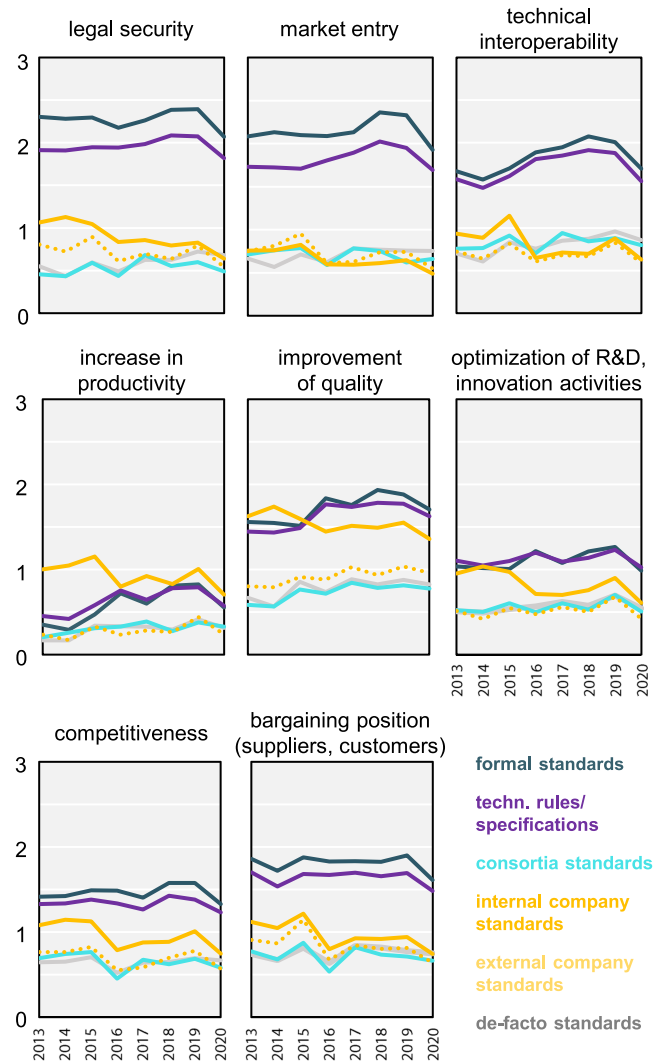 legal security
market entry
technical
interoperability
3
2
1
0
increase in
productivity
improvement
of quality
optimization of R&D,
innovation activities
3
2
1
0
2013
2014
2015
2016
2017
2018
2019
2020
competitiveness
bargaining position
(suppliers, customers)
3
2
1
0
2013
2014
2015
2016
2017
2018
2019
2020
2013
2014
2015
2016
2017
2018
2019
2020
formal standards
techn. rules/
specifications
consortia standards
internal company
standards
external company
standards
de-facto standards